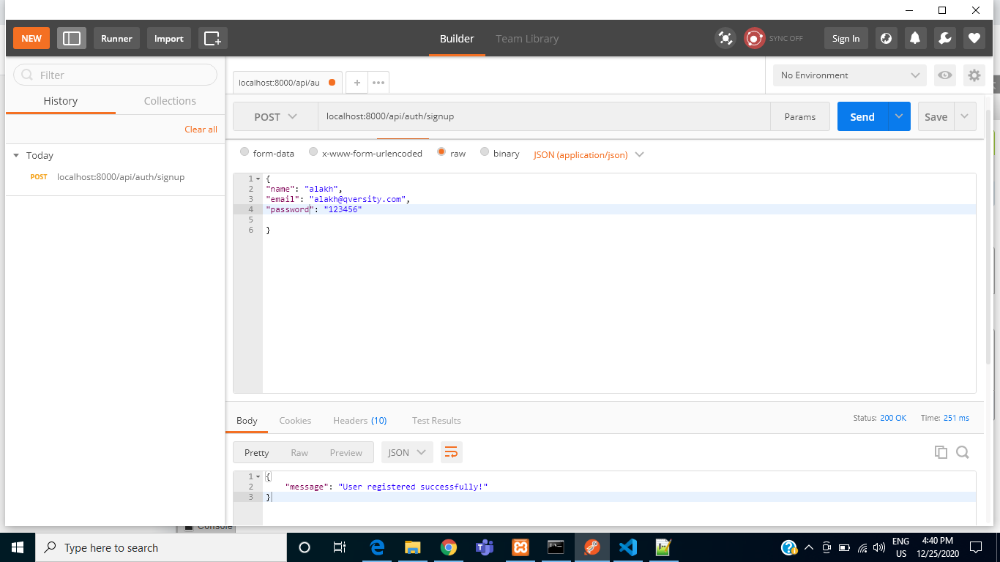 NEW
Runner
Import
Builder
Team Library
SYNC OFF
Sign In
Filter
History
Collections
Clear all
Today
POST localhost:8000/api/auth/signup
localhost:8000/api/au
No Environment
POST
localhost:8000/api/auth/signup
Params
Send
Save
form-data
x-www-form-urlencoded
raw
binary
JSON (application/json)
1 {
2 "name": "alakh",
3 "email": "alakh@qversity.com",
4 "password": "123456"
5
6 }
Body
Cookies
Headers (10)
Test Results
Status: 200 OK
Time: 251 ms
Pretty
Raw
Preview
JSON
1 {
2 "message": "User registered successfully!"
3 }
Console
Type here to search
ENG
US
4:40 PM
12/25/2020